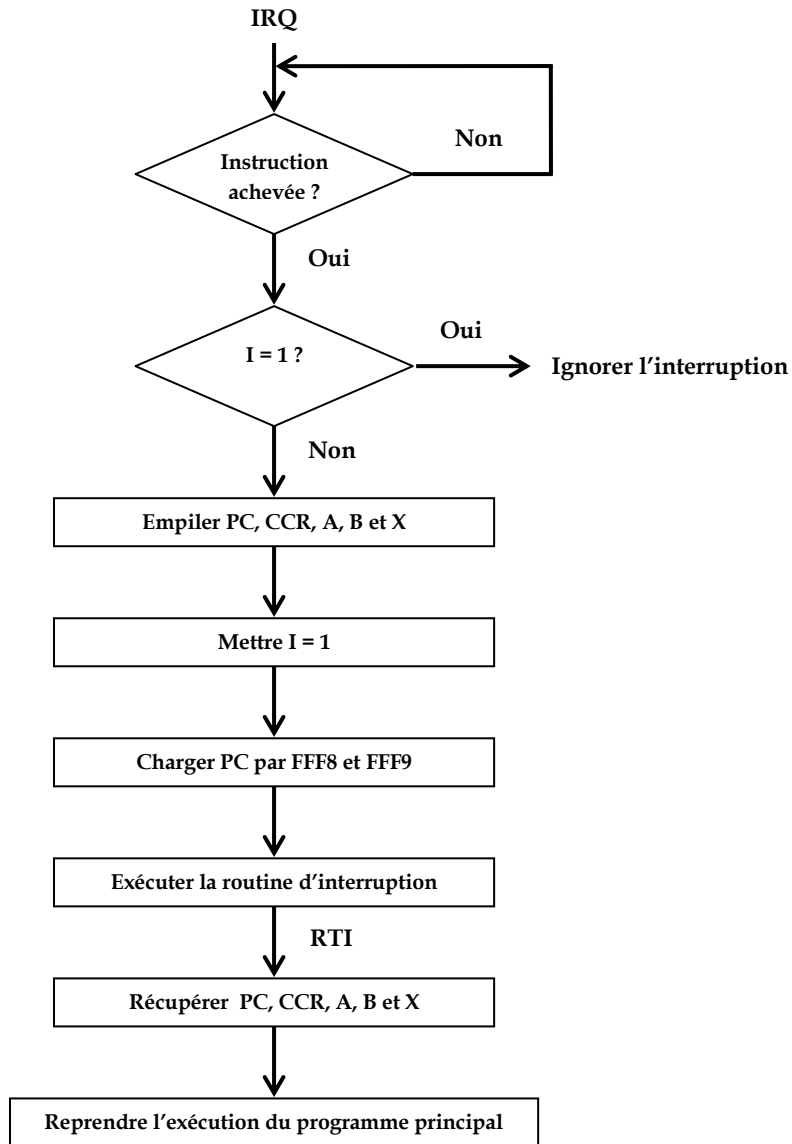 IRQ
Non
Instruction
achevée ?
Oui
I = 1 ?
Oui
Ignorer l’interruption
Non
Empiler PC, CCR, A, B et X
Mettre I = 1
Charger PC par FFF8 et FFF9
Exécuter la routine d’interruption
RTI
Récupérer PC, CCR, A, B et X
Reprendre l’exécution du programme principal